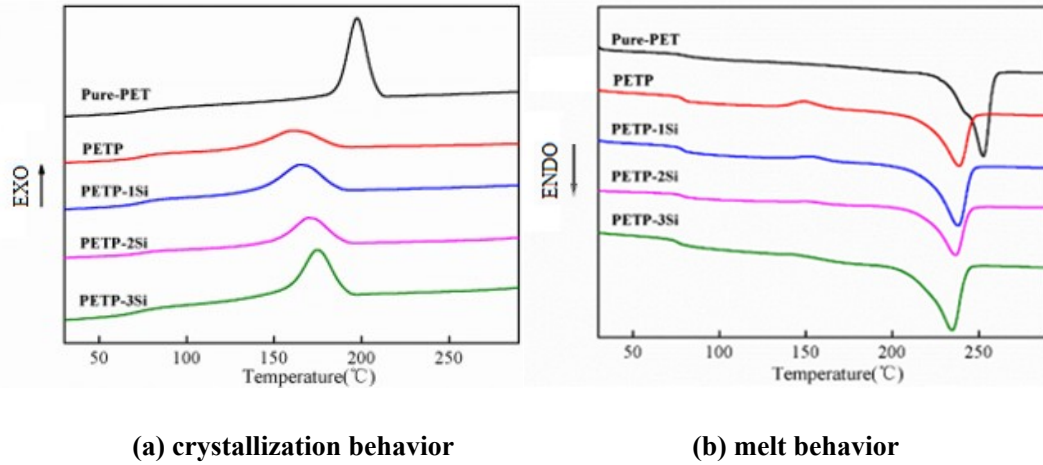 Pure-PET
PETP
PETP-1Si
PETP-2Si
PETP-3Si
EXO
50 100 150 200 250
Temperature(℃)
Pure-PET
PETP
PETP-1Si
PETP-2Si
PETP-3Si
ENDO
50 100 150 200 250
Temperature(℃)
(a) crystallization behavior
(b) melt behavior